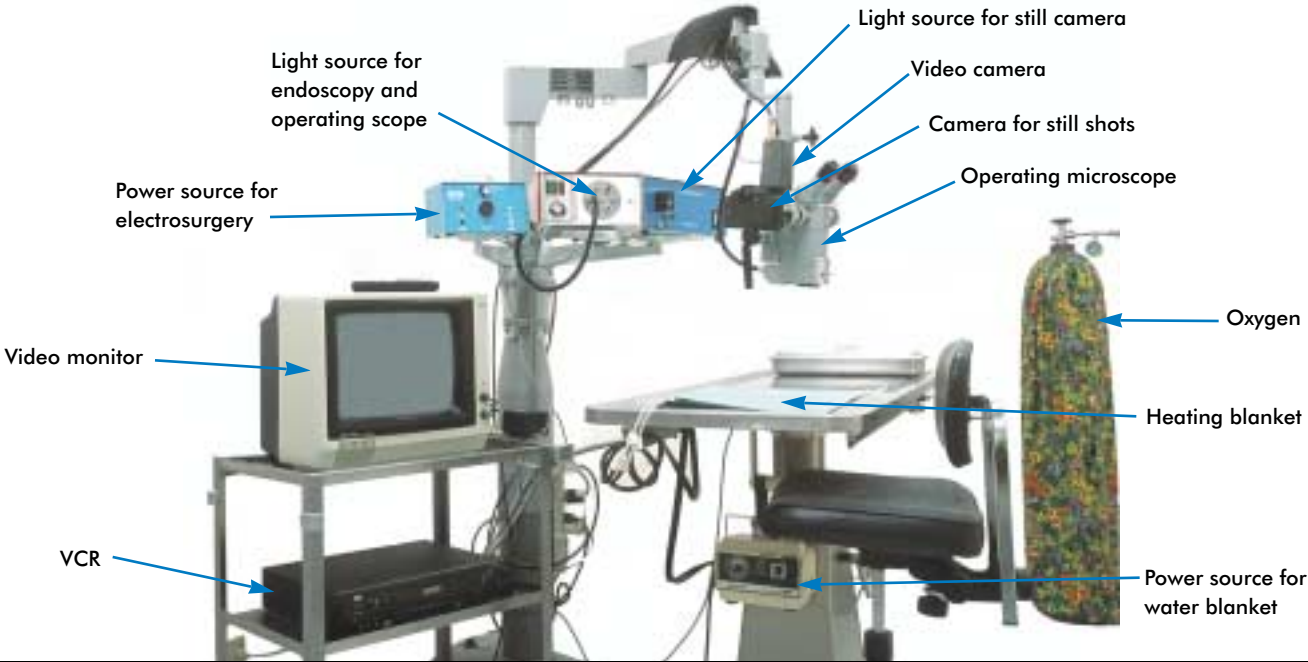 Light source for still camera
Light source for
endoscopy and
operating scope
Video camera
Camera for still shots
Power source for
electrosurgery
Operating microscope
Oxygen
Video monitor
Heating blanket
VCR
Power source for
water blanket